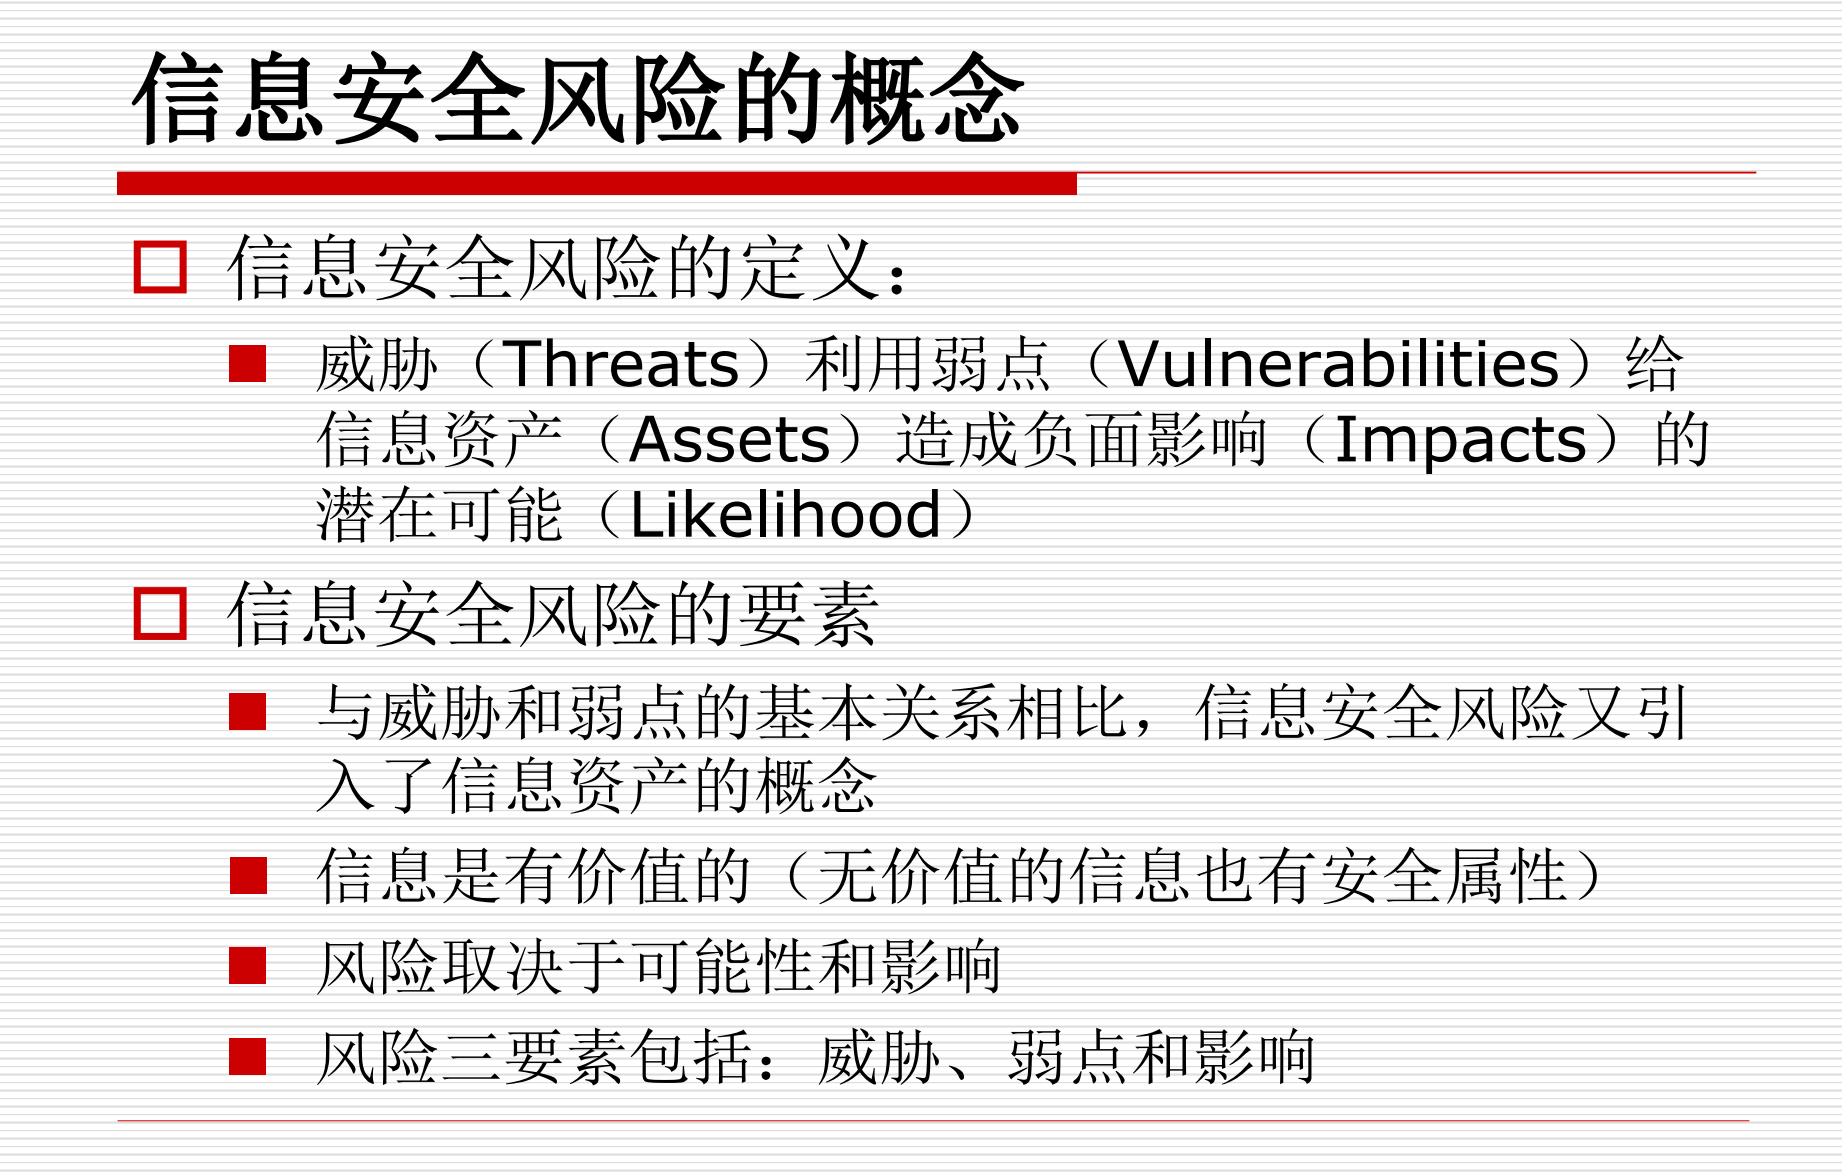 信息安全风险的概念
信息安全风险的定义：
威胁（Threats）利用弱点（Vulnerabilities）给
信息资产（Assets）造成负面影响（Impacts）的
潜在可能（Likelihood）
信息安全风险的要素
与威胁和弱点的基本关系相比，信息安全风险又引
入了信息资产的概念
信息是有价值的（无价值的信息也有安全属性）
风险取决于可能性和影响
风险三要素包括：威胁、弱点和影响